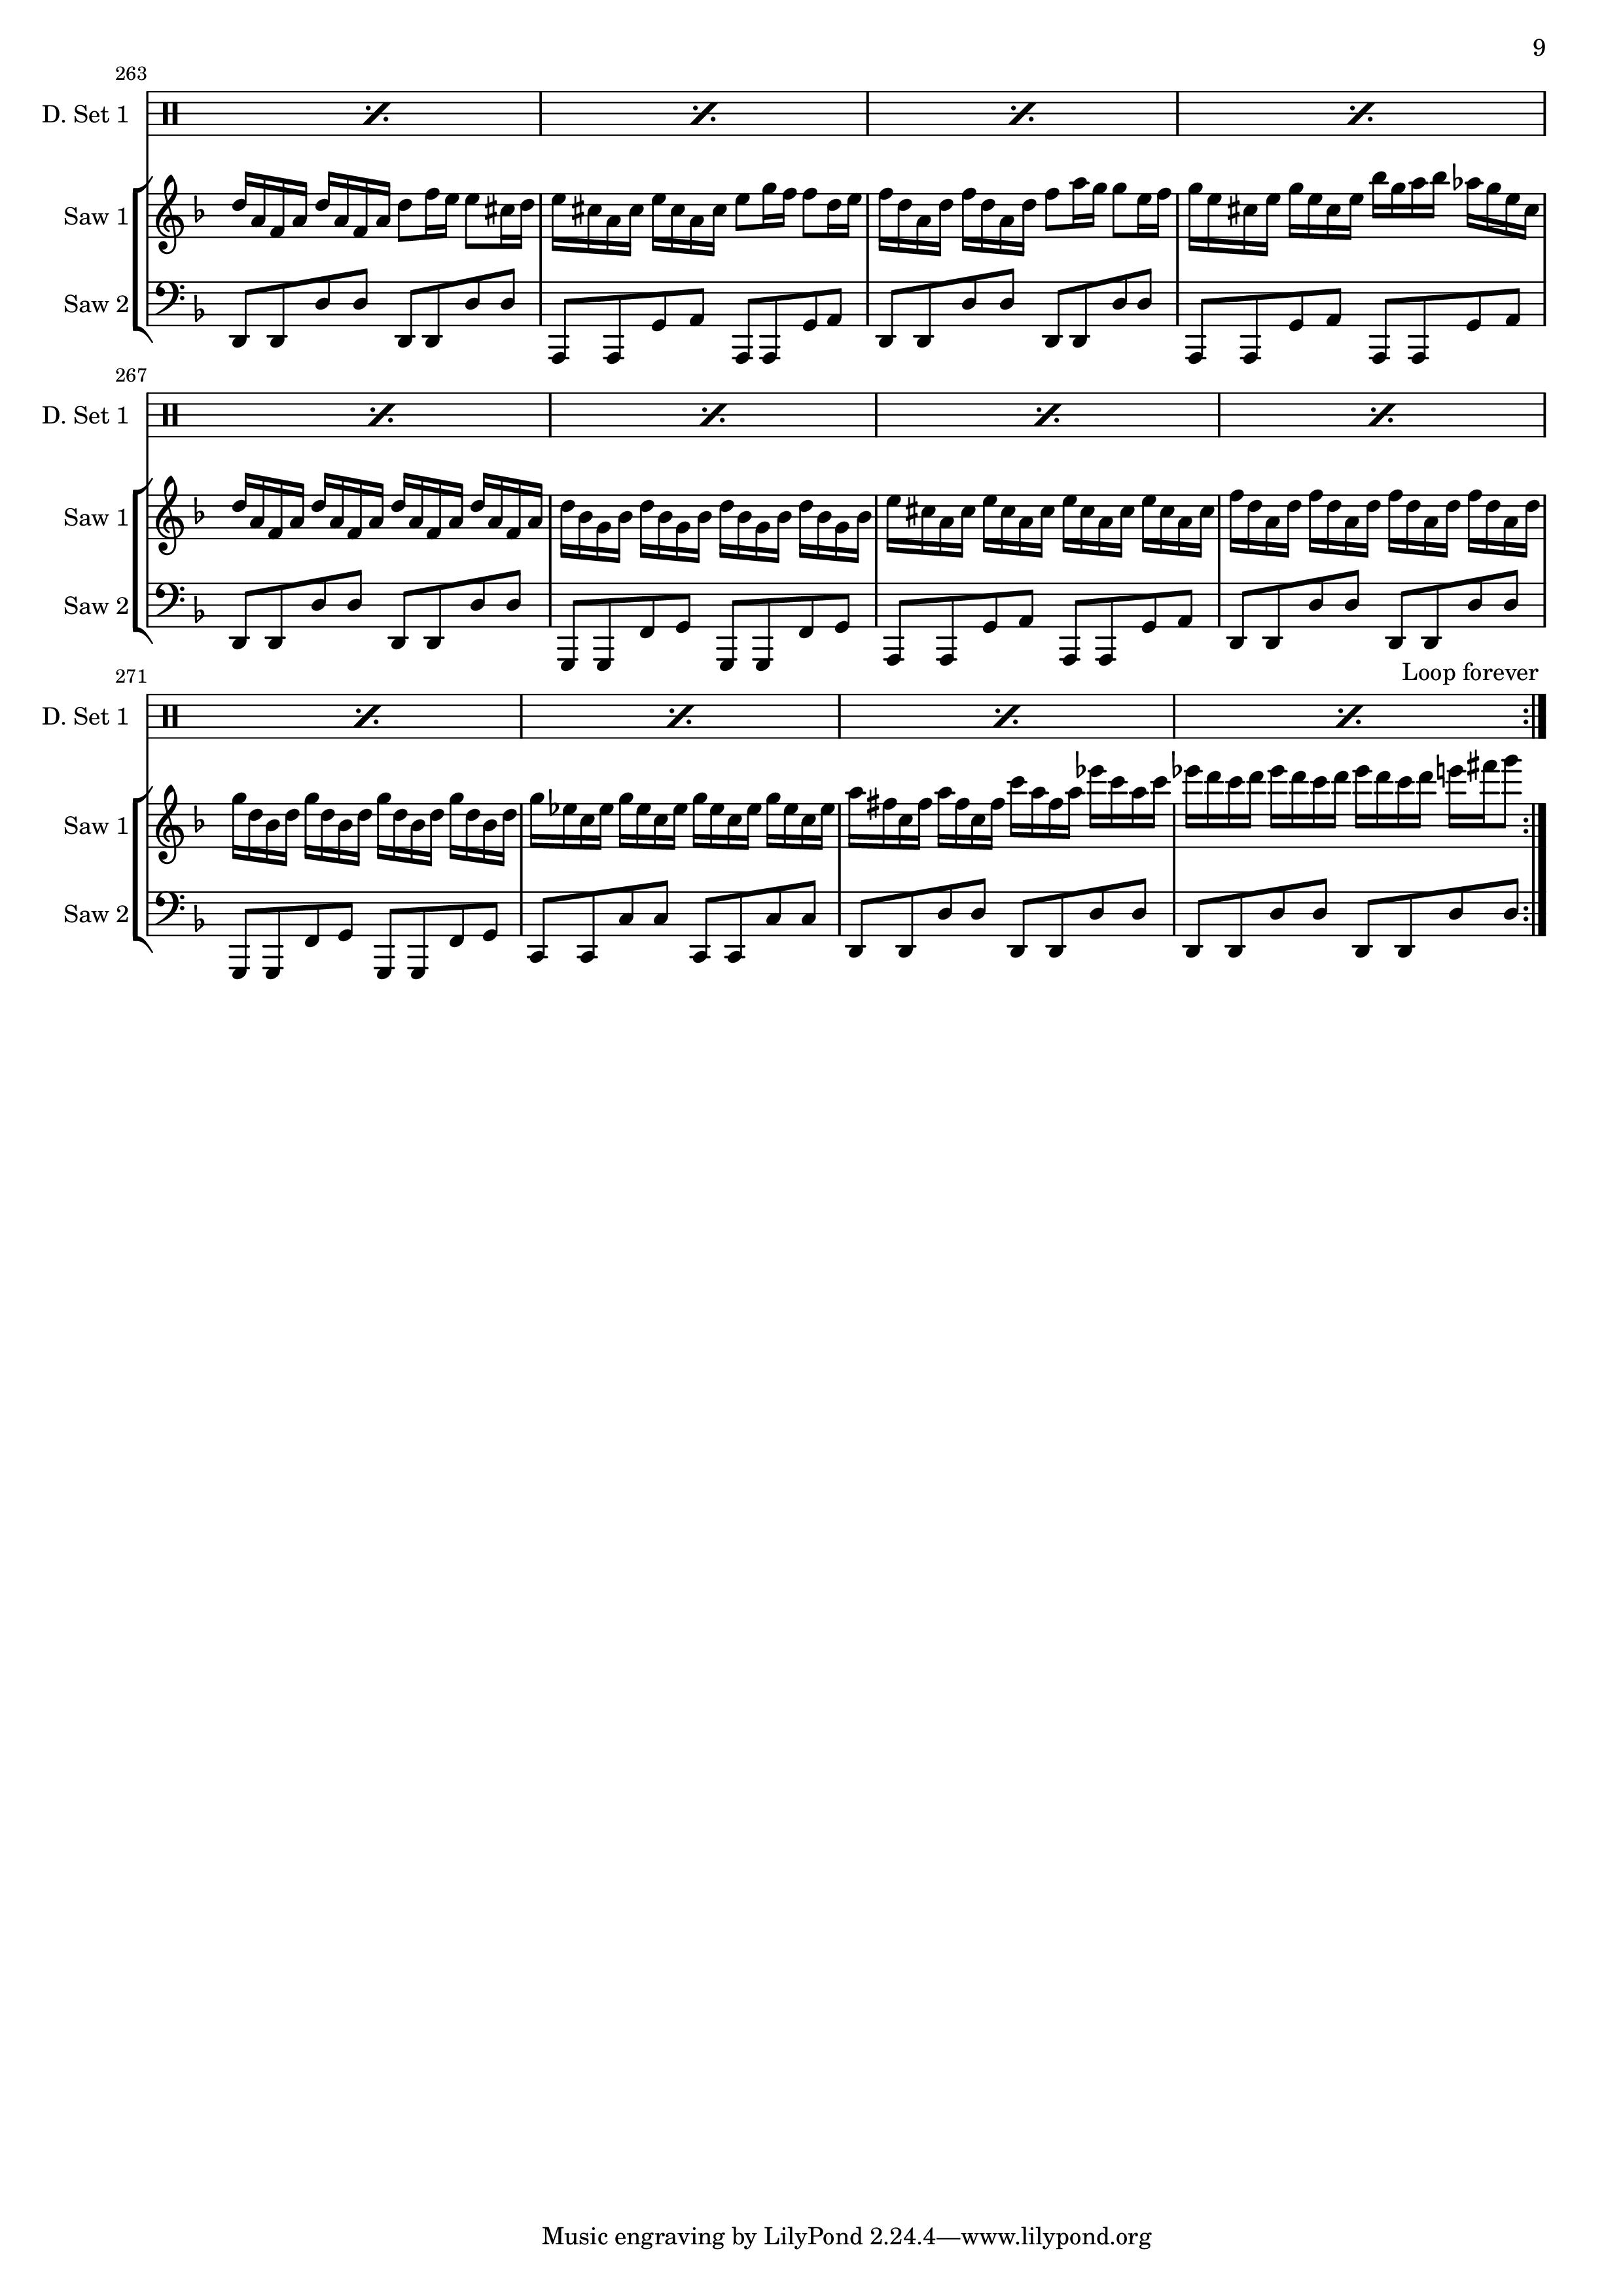 9
263
D. Set 1
Saw 1
Saw 2
267
D. Set 1
Saw 1
Saw 2
Loop forever
271
D. Set 1
Saw 1
Saw 2
Music engraving by LilyPond 2.24.4—www.lilypond.org